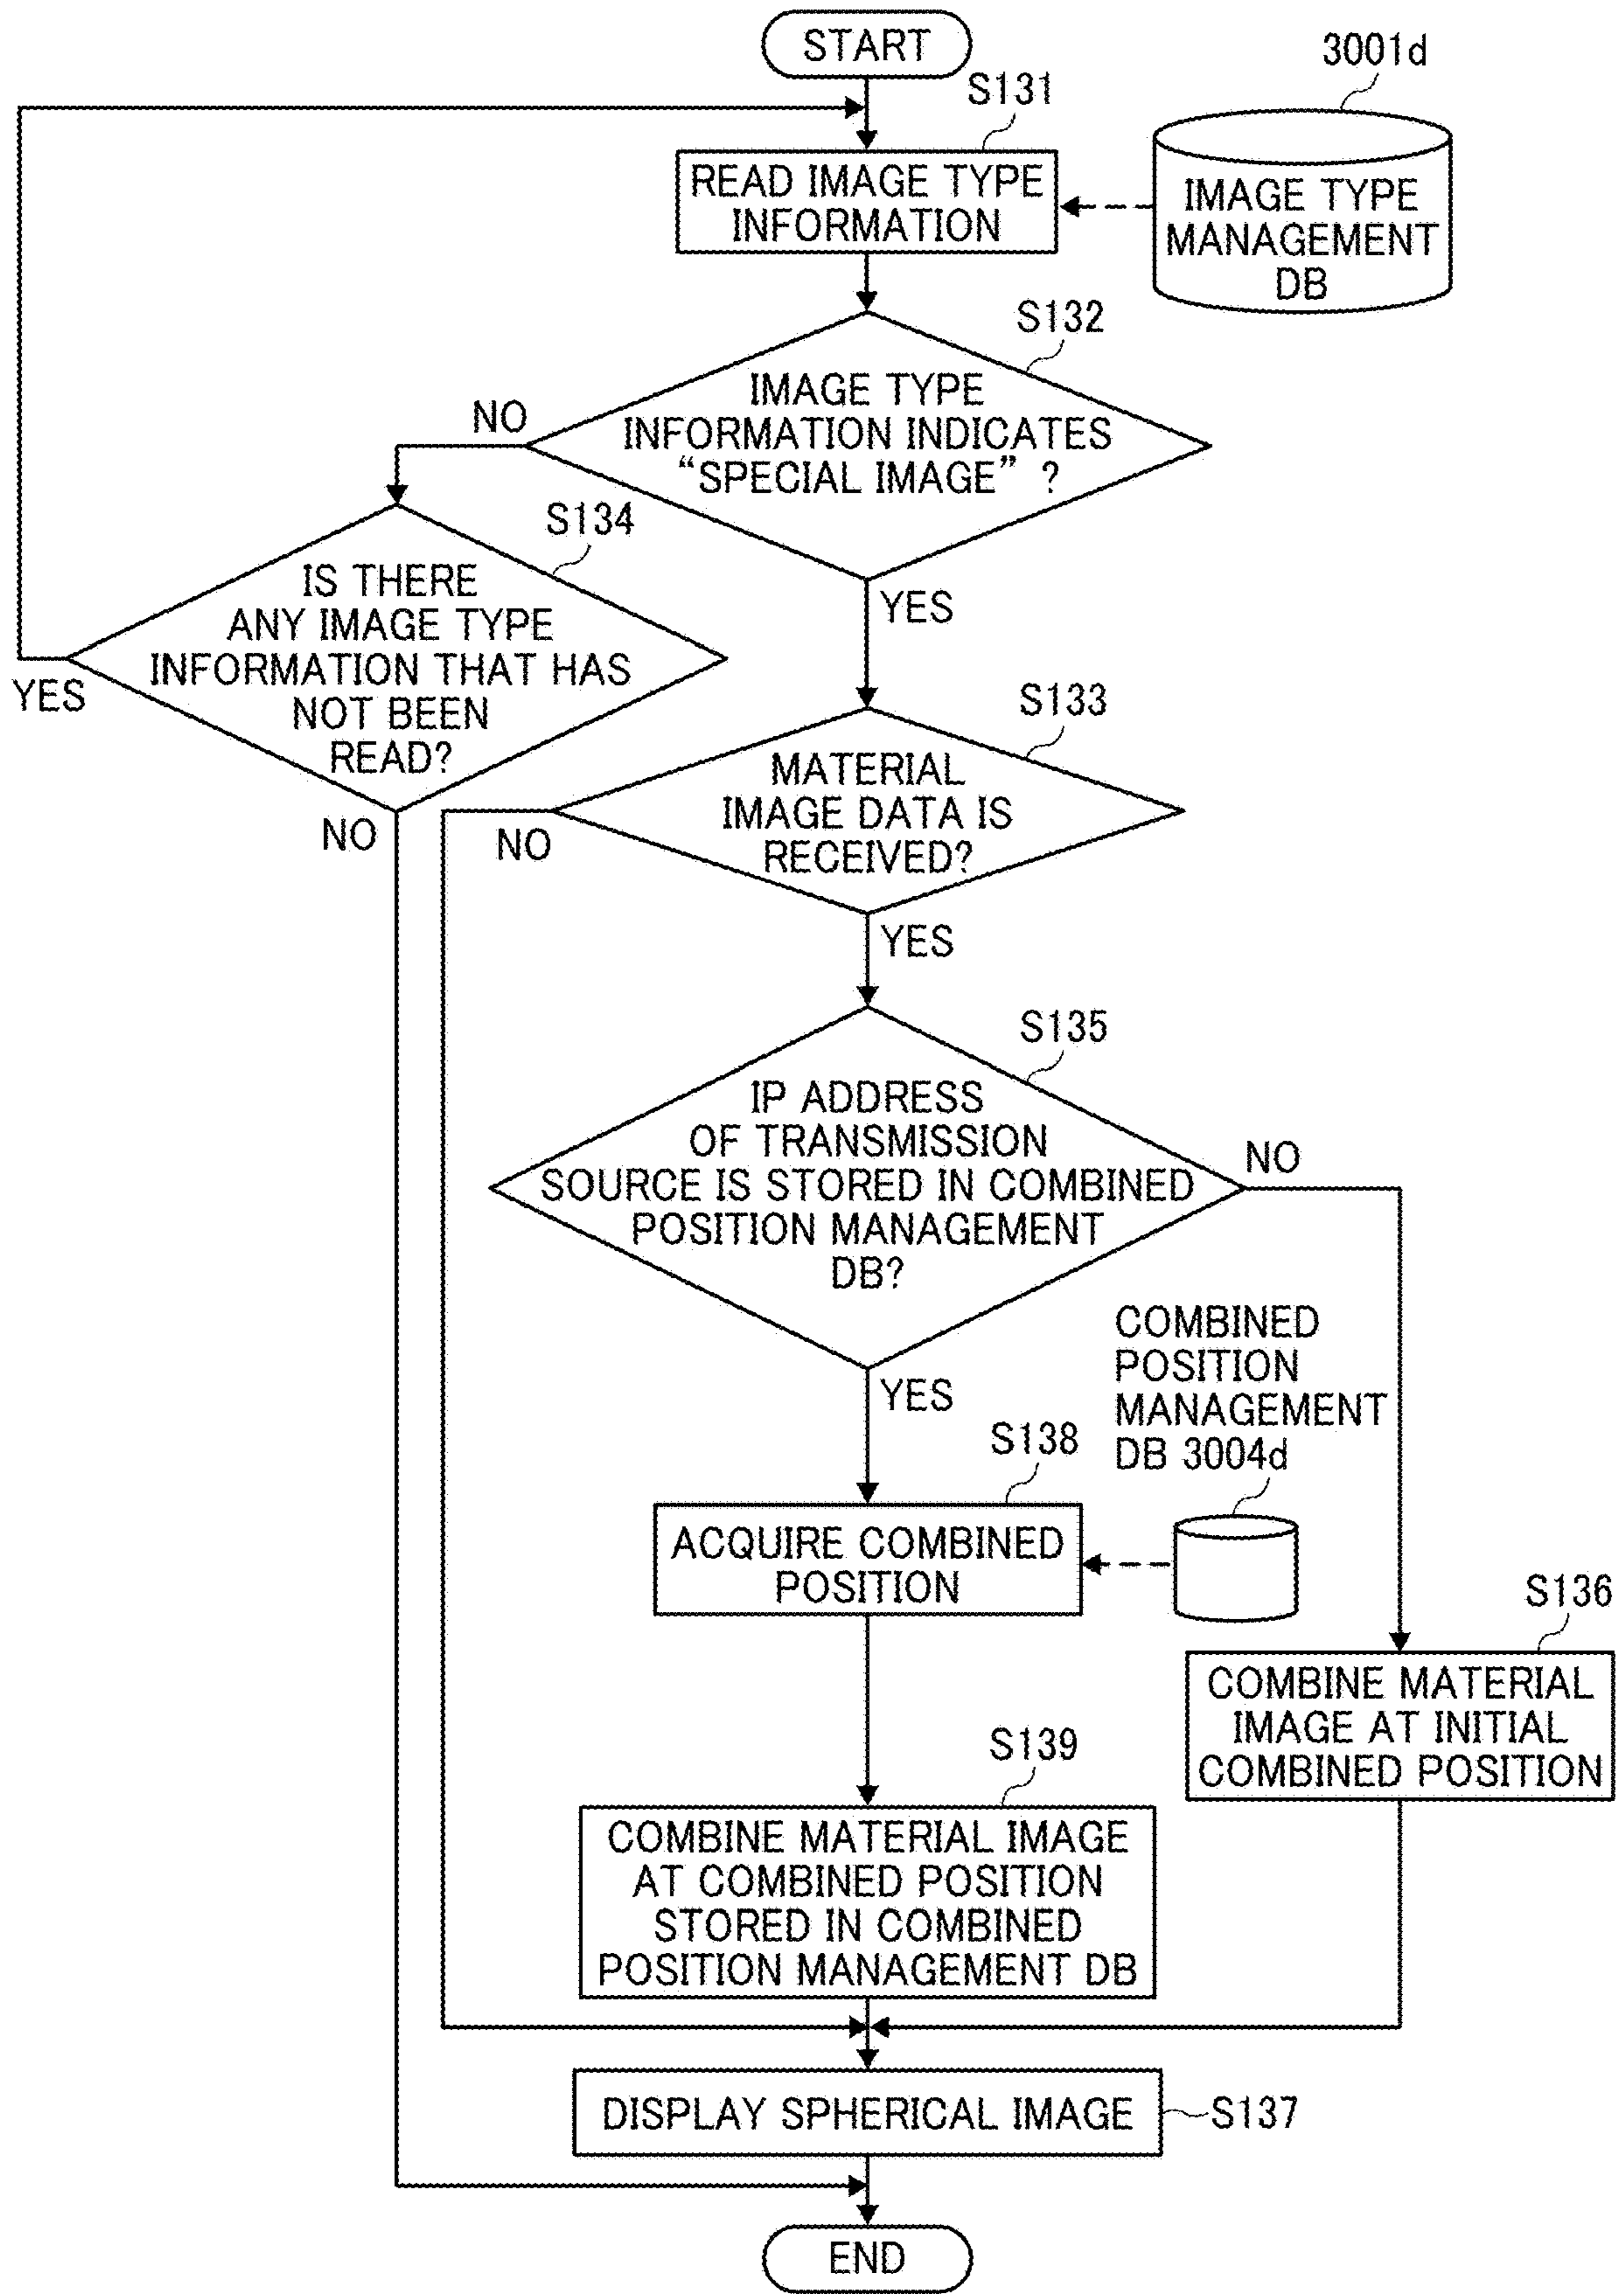 START
3001d
S131
READ IMAGE TYPE
INFORMATION
IMAGE TYPE
MANAGEMENT
DB
S132
IMAGE TYPE
INFORMATION INDICATES
“SPECIAL IMAGE” ?
NO
YES
S134
IS THERE
ANY IMAGE TYPE
INFORMATION THAT HAS
NOT BEEN
READ?
YES
NO
S133
MATERIAL
IMAGE DATA IS
RECEIVED?
NO
YES
S135
IP ADDRESS
OF TRANSMISSION
SOURCE IS STORED IN COMBINED
POSITION MANAGEMENT
DB?
NO
YES
COMBINED
POSITION
MANAGEMENT
DB 3004d
S138
ACQUIRE COMBINED
POSITION
S136
COMBINE MATERIAL
IMAGE AT INITIAL
COMBINED POSITION
S139
COMBINE MATERIAL IMAGE
AT COMBINED POSITION
STORED IN COMBINED
POSITION MANAGEMENT DB
DISPLAY SPHERICAL IMAGE
S137
END